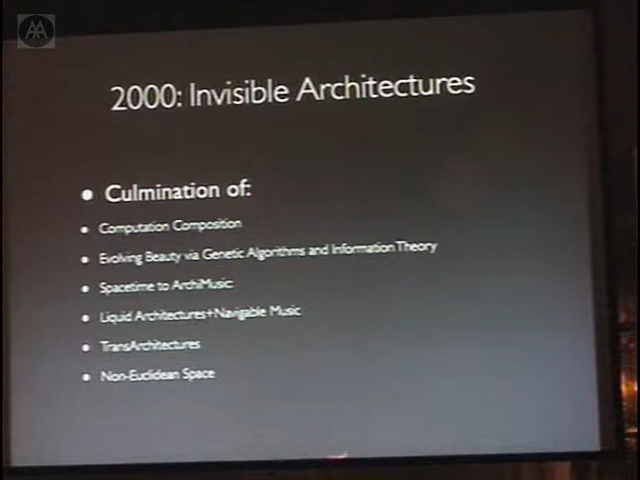 AA
2000: Invisible Architectures
• Culmination of:
• Computation Composition
• Evolving Beauty via Genetic Algorithms and Information Theory
• Spacetime to ArchiMusic
• Liquid Architectures+Navigable Music
• TransArchitectures
• Non-Euclidean Space